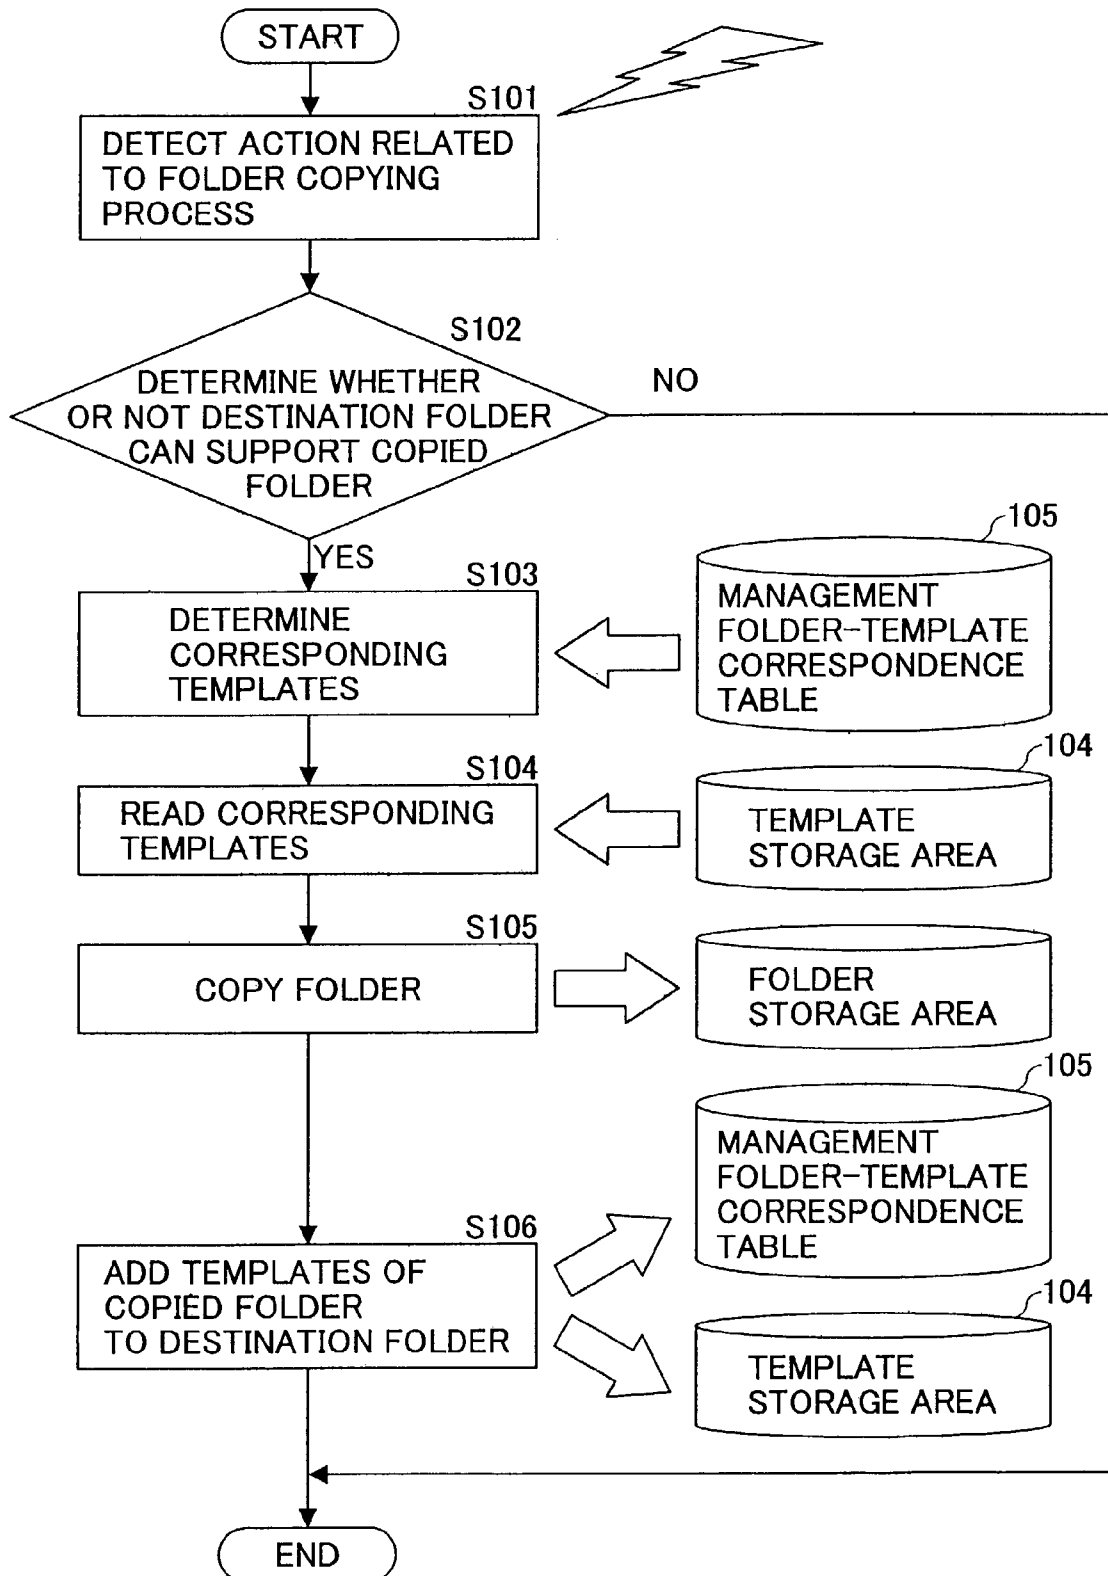 START
S101
DETECT ACTION RELATED
TO FOLDER COPYING
PROCESS
S102
DETERMINE WHETHER
OR NOT DESTINATION FOLDER
CAN SUPPORT COPIED
FOLDER
NO
YES
S103
DETERMINE
CORRESPONDING
TEMPLATES
105
MANAGEMENT
FOLDER-TEMPLATE
CORRESPONDENCE
TABLE
S104
READ CORRESPONDING
TEMPLATES
104
TEMPLATE
STORAGE AREA
S105
COPY FOLDER
FOLDER
STORAGE AREA
105
MANAGEMENT
FOLDER-TEMPLATE
CORRESPONDENCE
TABLE
S106
ADD TEMPLATES OF
COPIED FOLDER
TO DESTINATION FOLDER
104
TEMPLATE
STORAGE AREA
END